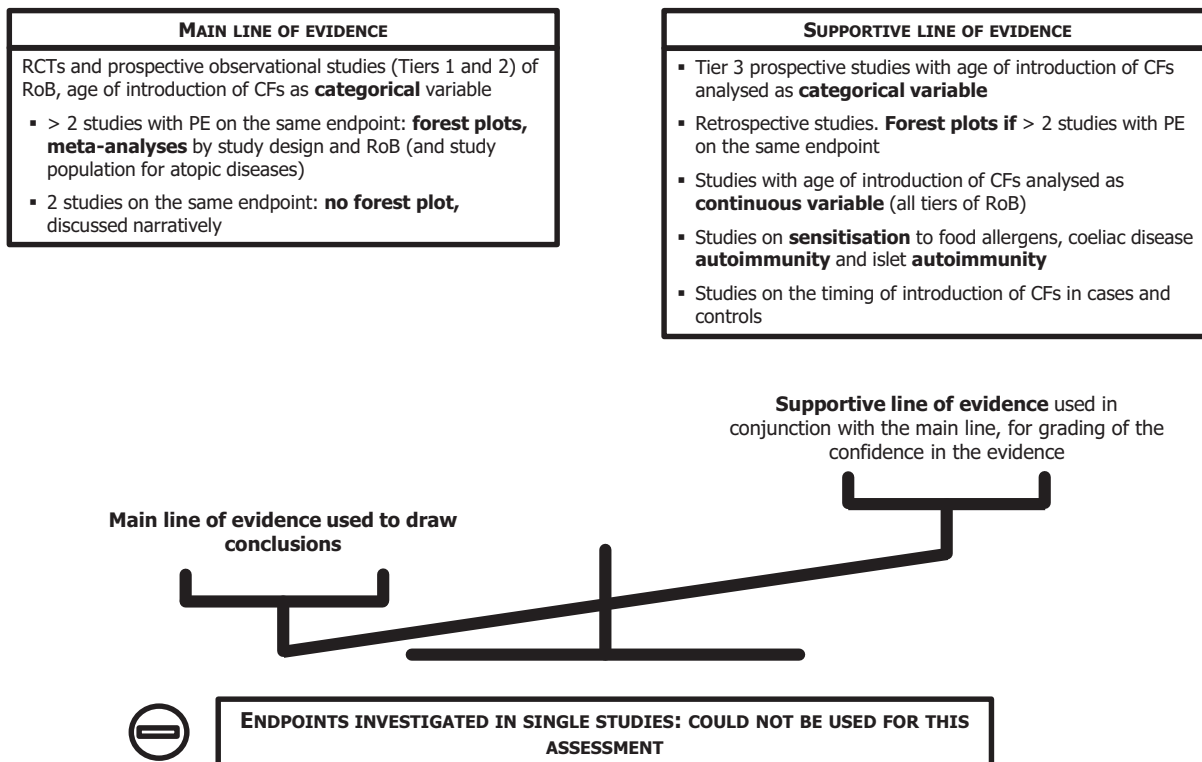 MAIN LINE OF EVIDENCE
RCTs and prospective observational studies (Tiers 1 and 2) of
RoB, age of introduction of CFs as categorical variable
▪ > 2 studies with PE on the same endpoint: forest plots,
meta-analyses by study design and RoB (and study
population for atopic diseases)
▪ 2 studies on the same endpoint: no forest plot,
discussed narratively
SUPPORTIVE LINE OF EVIDENCE
▪ Tier 3 prospective studies with age of introduction of CFs
analysed as categorical variable
▪ Retrospective studies. Forest plots if > 2 studies with PE
on the same endpoint
▪ Studies with age of introduction of CFs analysed as
continuous variable (all tiers of RoB)
▪ Studies on sensitisation to food allergens, coeliac disease
autoimmunity and islet autoimmunity
▪ Studies on the timing of introduction of CFs in cases and
controls
Supportive line of evidence used in
conjunction with the main line, for grading of the
confidence in the evidence
Main line of evidence used to draw
conclusions
ENDPOINTS INVESTIGATED IN SINGLE STUDIES: COULD NOT BE USED FOR THIS
ASSESSMENT